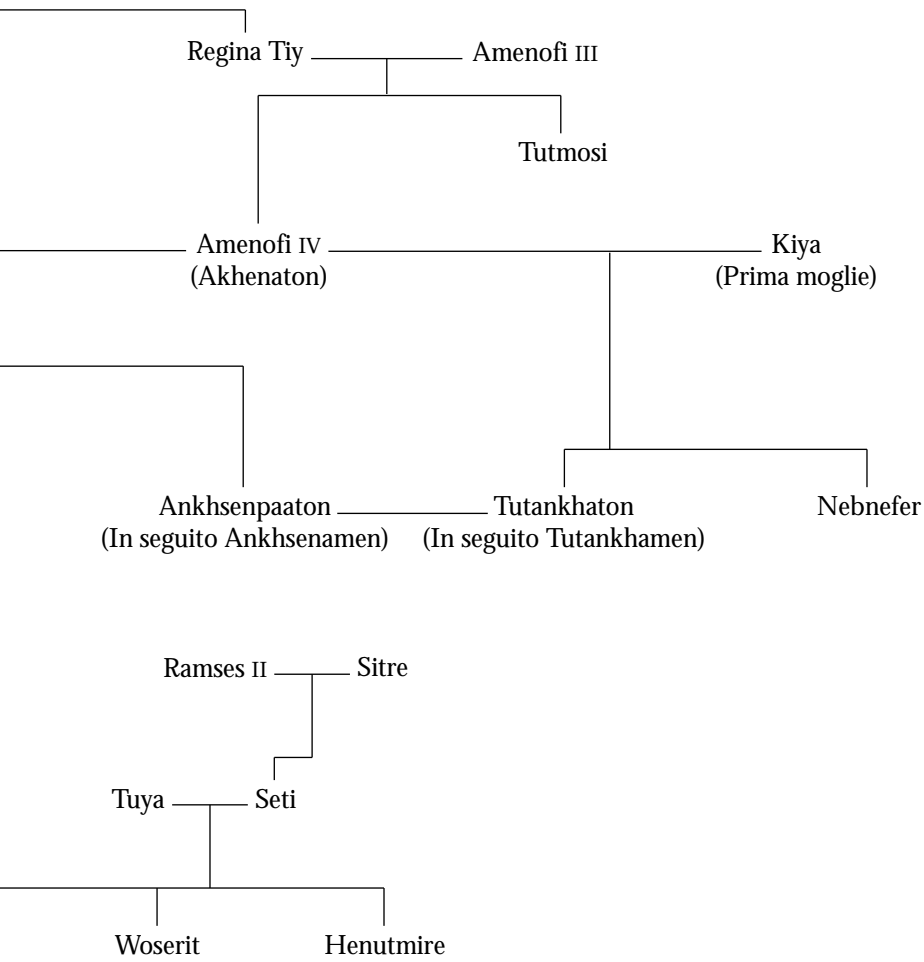 Regina Tiy Amenofi III
Tutmosi
Amenofi IV Kiya
(Akhenaton) (Prima moglie)
Ankhsenpaaton Tutankhaton Nebnefer
(In seguito Ankhsenamen) (In seguito Tutankhamen)
Ramses II Sitre
Tuya Seti
Woserit Henutmire